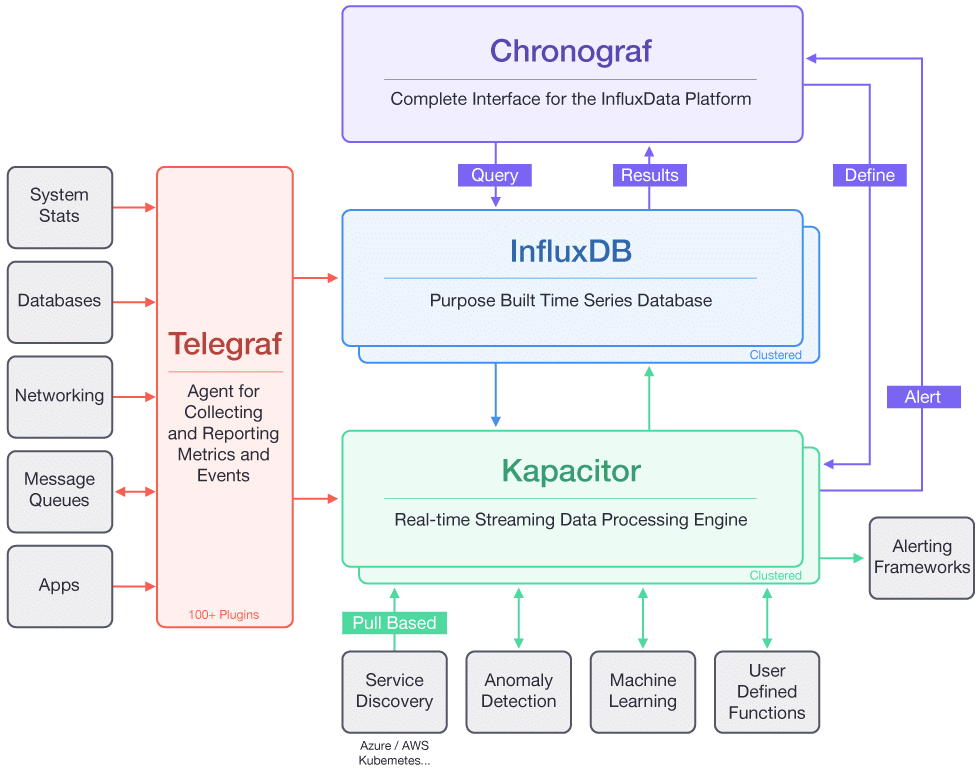 Chronograf
Complete Interface for the InfluxData Platform
Query
Results
Define
System
Stats
Databases
Networking
Message
Queues
Apps
Telegraf
Agent for
Collecting
and Reporting
Metrics and
Events
100+ Plugins
InfluxDB
Purpose Built Time Series Database
Clustered
Alert
Kapacitor
Real-time Streaming Data Processing Engine
Clustered
Alerting
Frameworks
Pull Based
Service
Discovery
Azure / AWS
Kubernetes...
Anomaly
Detection
Machine
Learning
User
Defined
Functions